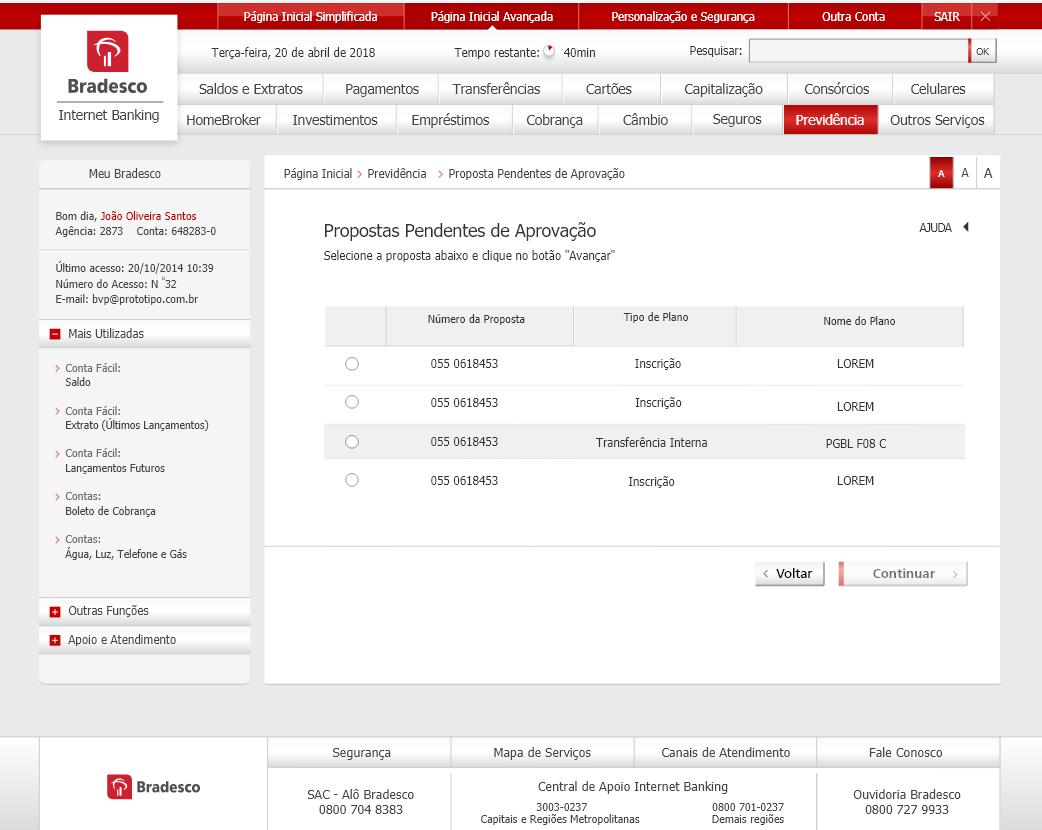 Página Inicial Simplificada
Página Inicial Avançada
Personalização e Segurança
Outra Conta
SAIR
Bradesco
Internet Banking
Terça-feira, 20 de abril de 2018
Tempo restante: 40min
Pesquisar:
OK
Saldos e Extratos
Pagamentos
Transferências
Cartões
Capitalização
Consórcios
Celulares
HomeBroker
Investimentos
Empréstimos
Cobrança
Câmbio
Seguros
Previdência
Outros Serviços
Meu Bradesco
Bom dia, João Oliveira Santos
Agência: 2873 Conta: 648283-0
Último acesso: 20/10/2014 10:39
Número do Acesso: N º32
E-mail: bvp@prototipo.com.br
Mais Utilizadas
Conta Fácil:
Saldo
Conta Fácil:
Extrato (Últimos Lançamentos)
Conta Fácil:
Lançamentos Futuros
Contas:
Boleto de Cobrança
Contas:
Água, Luz, Telefone e Gás
Outras Funções
Apoio e Atendimento
Página Inicial > Previdência > Proposta Pendentes de Aprovação
A A A
Propostas Pendentes de Aprovação
AJUDA
Selecione a proposta abaixo e clique no botão "Avançar"
Número da Proposta Tipo de Plano Nome do Plano
055 0618453 Inscrição LOREM
055 0618453 Inscrição LOREM
055 0618453 Transferência Interna PGBL F08 C
055 0618453 Inscrição LOREM
Voltar
Continuar
Bradesco
Segurança
Mapa de Serviços
Canais de Atendimento
Fale Conosco
SAC - Alô Bradesco
0800 704 8383
Central de Apoio Internet Banking
3003-0237
Capitais e Regiões Metropolitanas
0800 701-0237
Demais regiões
Ouvidoria Bradesco
0800 727 9933